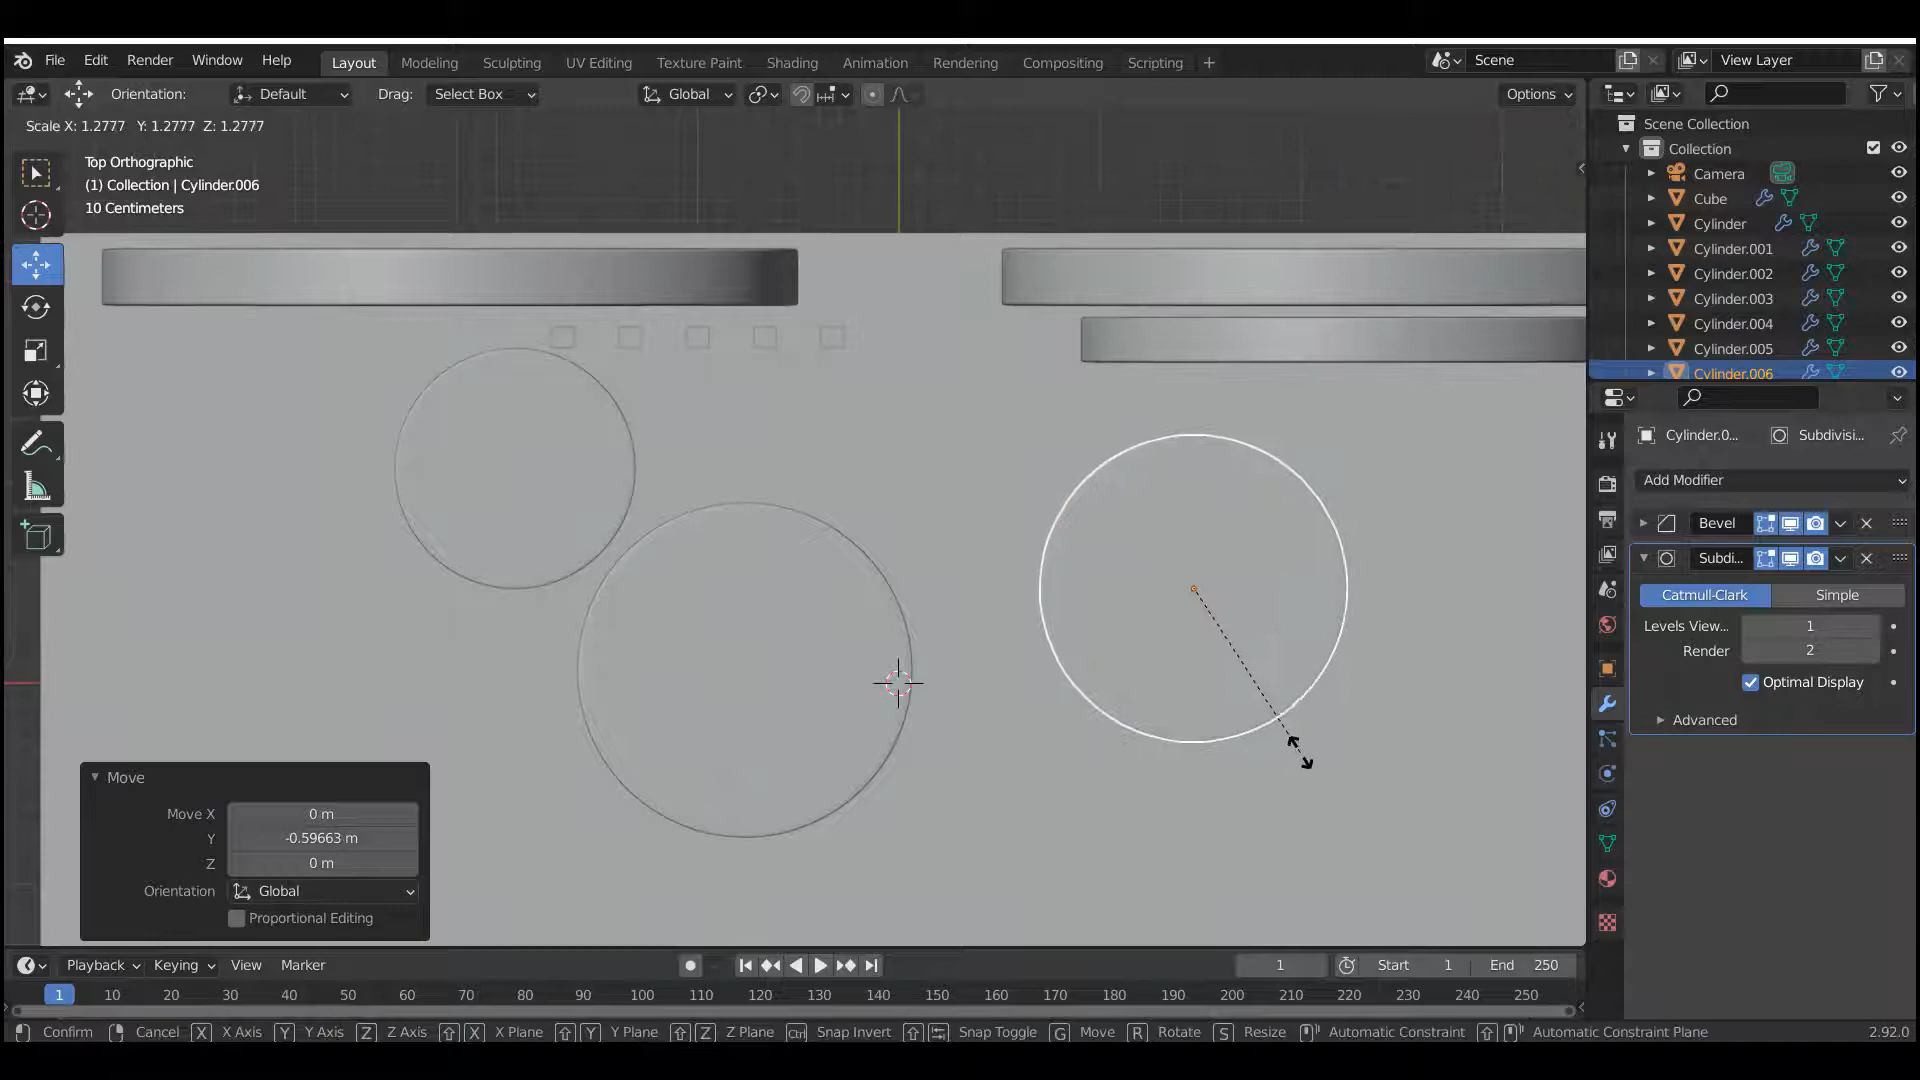 File Edit Render Window Help Layout Modeling Sculpting UV Editing Texture Paint Shading Animation Rendering Compositing Scripting + Scene View Layer
Orientation: Default Drag: Select Box Global Options
Scale X: 1.2777 Y: 1.2777 Z: 1.2777
Top Orthographic
(1) Collection | Cylinder.006
10 Centimeters
Scene Collection
Collection
Camera
Cube
Cylinder
Cylinder.001
Cylinder.002
Cylinder.003
Cylinder.004
Cylinder.005
Cylinder.006
Cylinder.0... Subdivisi...
Add Modifier
Bevel
Subdi...
Catmull-Clark Simple
Levels View... 1
Render 2
Optimal Display
Advanced
Move
Move X 0 m
Y -0.59663 m
Z 0 m
Orientation Global
Proportional Editing
Playback Keying View Marker 1 Start 1 End 250
1 10 20 30 40 50 60 70 80 90 100 110 120 130 140 150 160 170 180 190 200 210 220 230 240 250
Confirm Cancel X X Axis Y Y Axis Z Z Axis X X Plane Y Y Plane Z Z Plane Ctrl Snap Invert Snap Toggle G Move R Rotate S Resize Automatic Constraint Automatic Constraint Plane 2.92.0